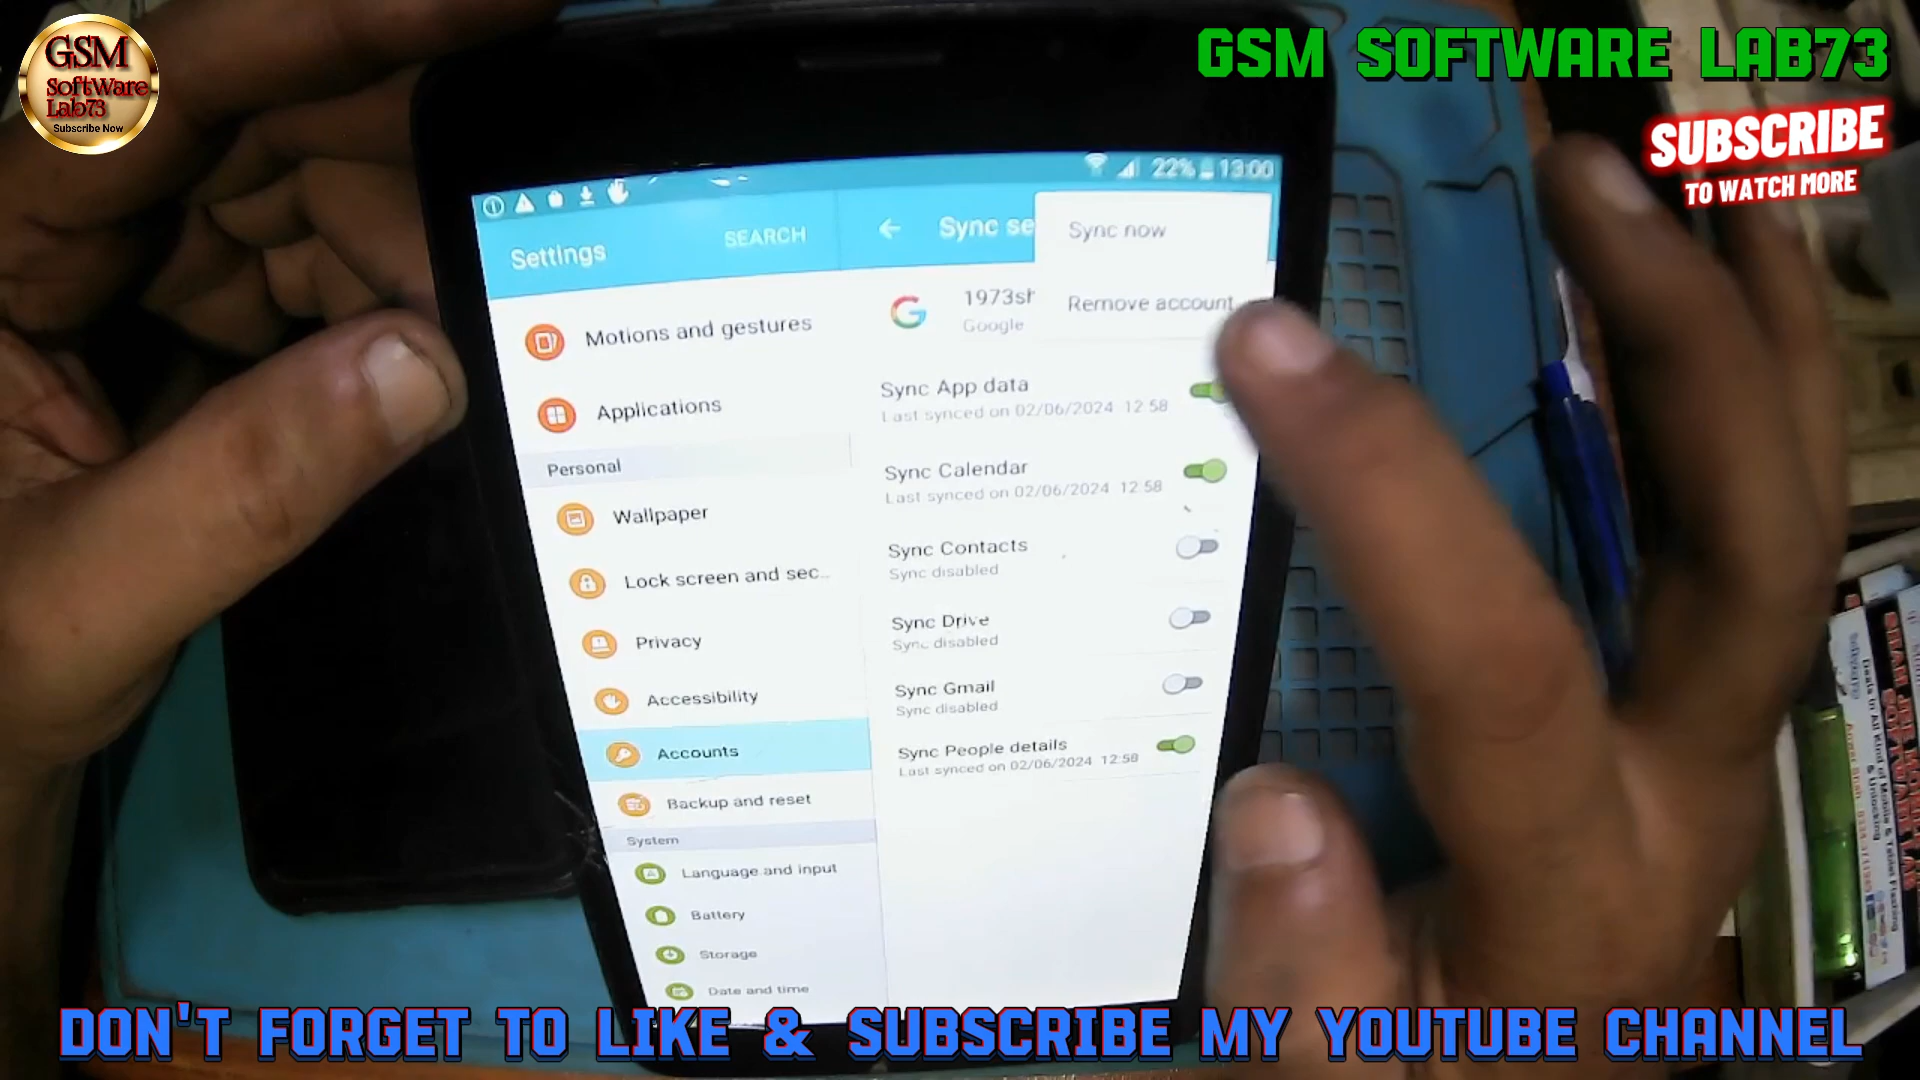 GSM
SoftWare
Lab73
Subscribe Now
GSM SOFTWARE LAB73
SUBSCRIBE
TO WATCH MORE
22% 13:00
Settings
SEARCH
Sync se
Sync now
Remove account
1973sh
Google
Motions and gestures
Applications
Personal
Wallpaper
Lock screen and sec...
Privacy
Accessibility
Accounts
Backup and reset
System
Language and input
Battery
Storage
Date and time
Sync App data
Last synced on 02/06/2024 12:58
Sync Calendar
Last synced on 02/06/2024 12:58
Sync Contacts
Sync disabled
Sync Drive
Sync disabled
Sync Gmail
Sync disabled
Sync People details
Last synced on 02/06/2024 12:58
DON'T FORGET TO LIKE & SUBSCRIBE MY YOUTUBE CHANNEL